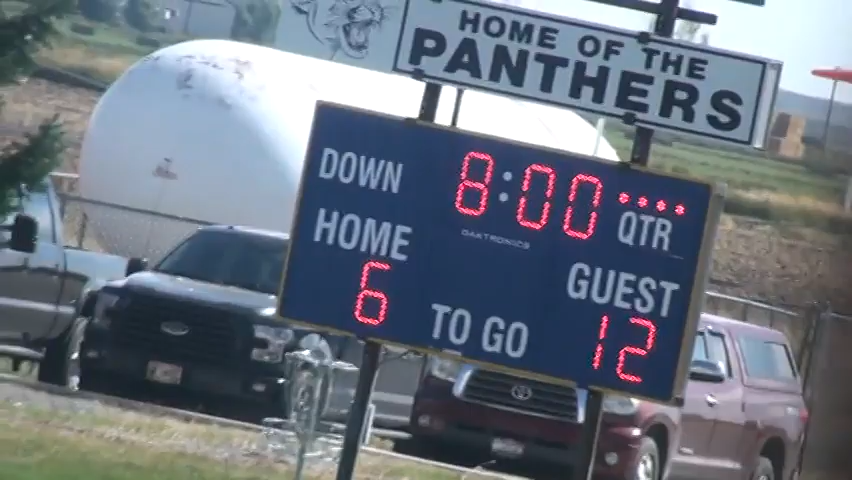 HOME OF THE
PANTHERS
DOWN 8:00 QTR
HOME GUEST
6 TO GO 12
DAKTRONICS